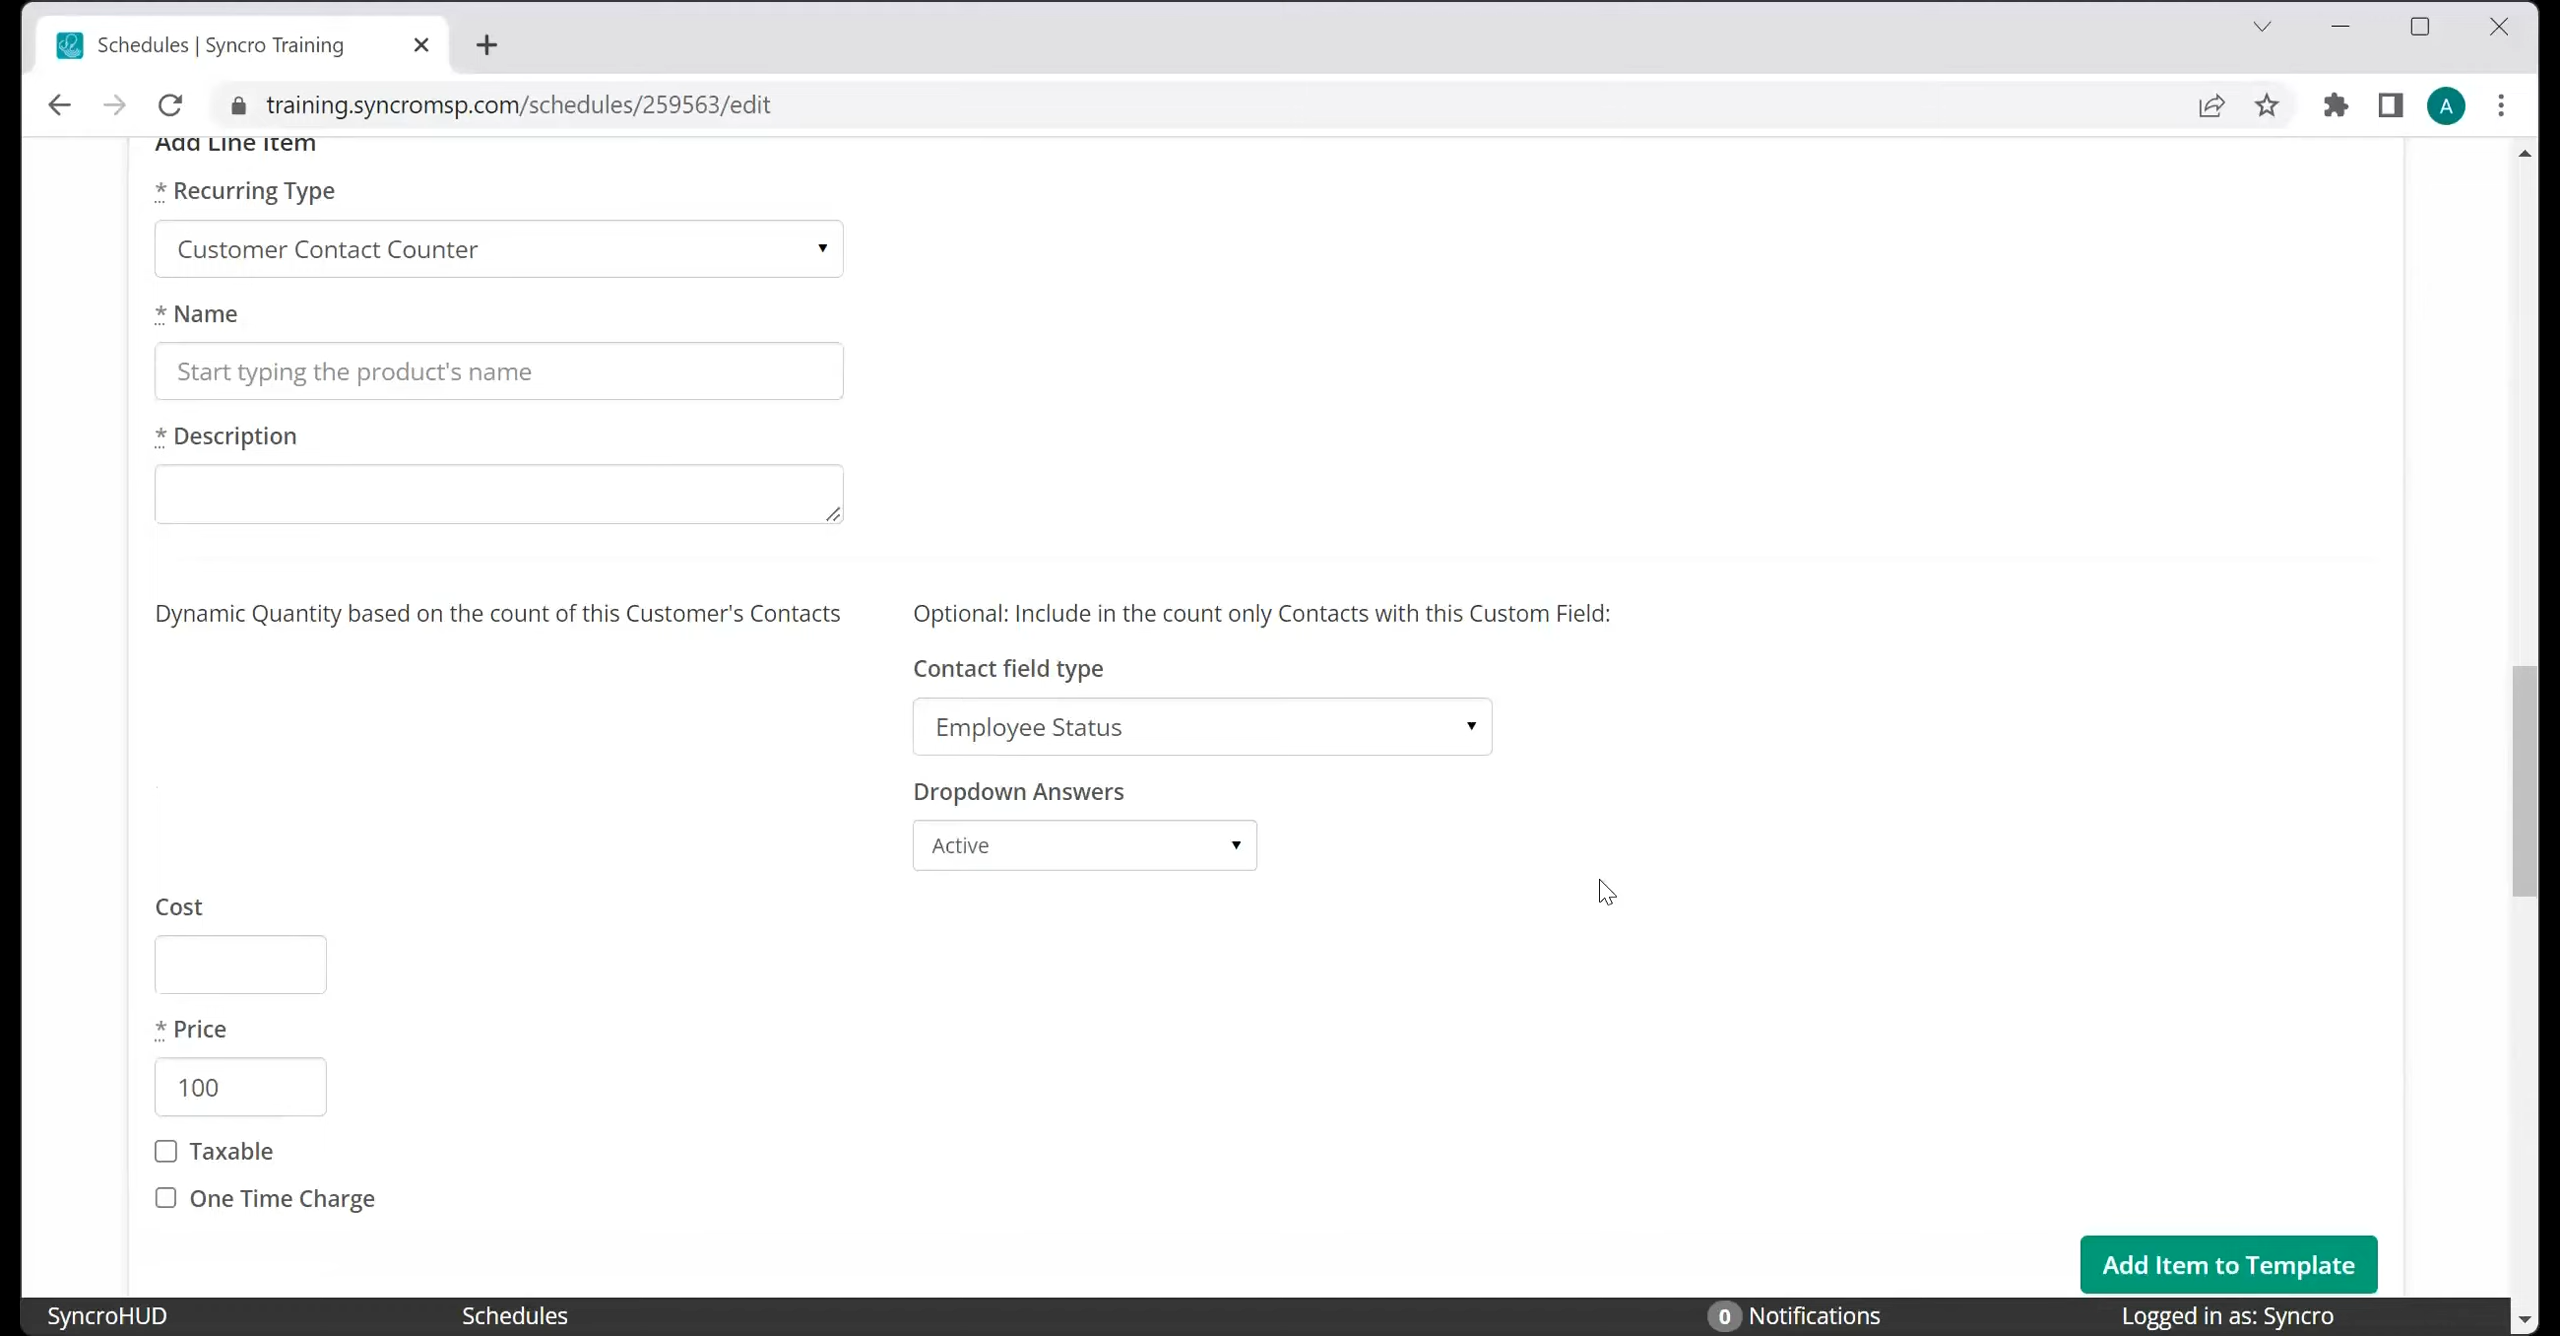 Schedules | Syncro Training
training.syncromsp.com/schedules/259563/edit
A
Add Line Item
* Recurring Type
Customer Contact Counter
* Name
Start typing the product's name
* Description
Dynamic Quantity based on the count of this Customer's Contacts
Optional: Include in the count only Contacts with this Custom Field:
Contact field type
Employee Status
Dropdown Answers
Active
Cost
* Price
100
Taxable
One Time Charge
Add Item to Template
SyncroHUD Schedules 0 Notifications Logged in as: Syncro